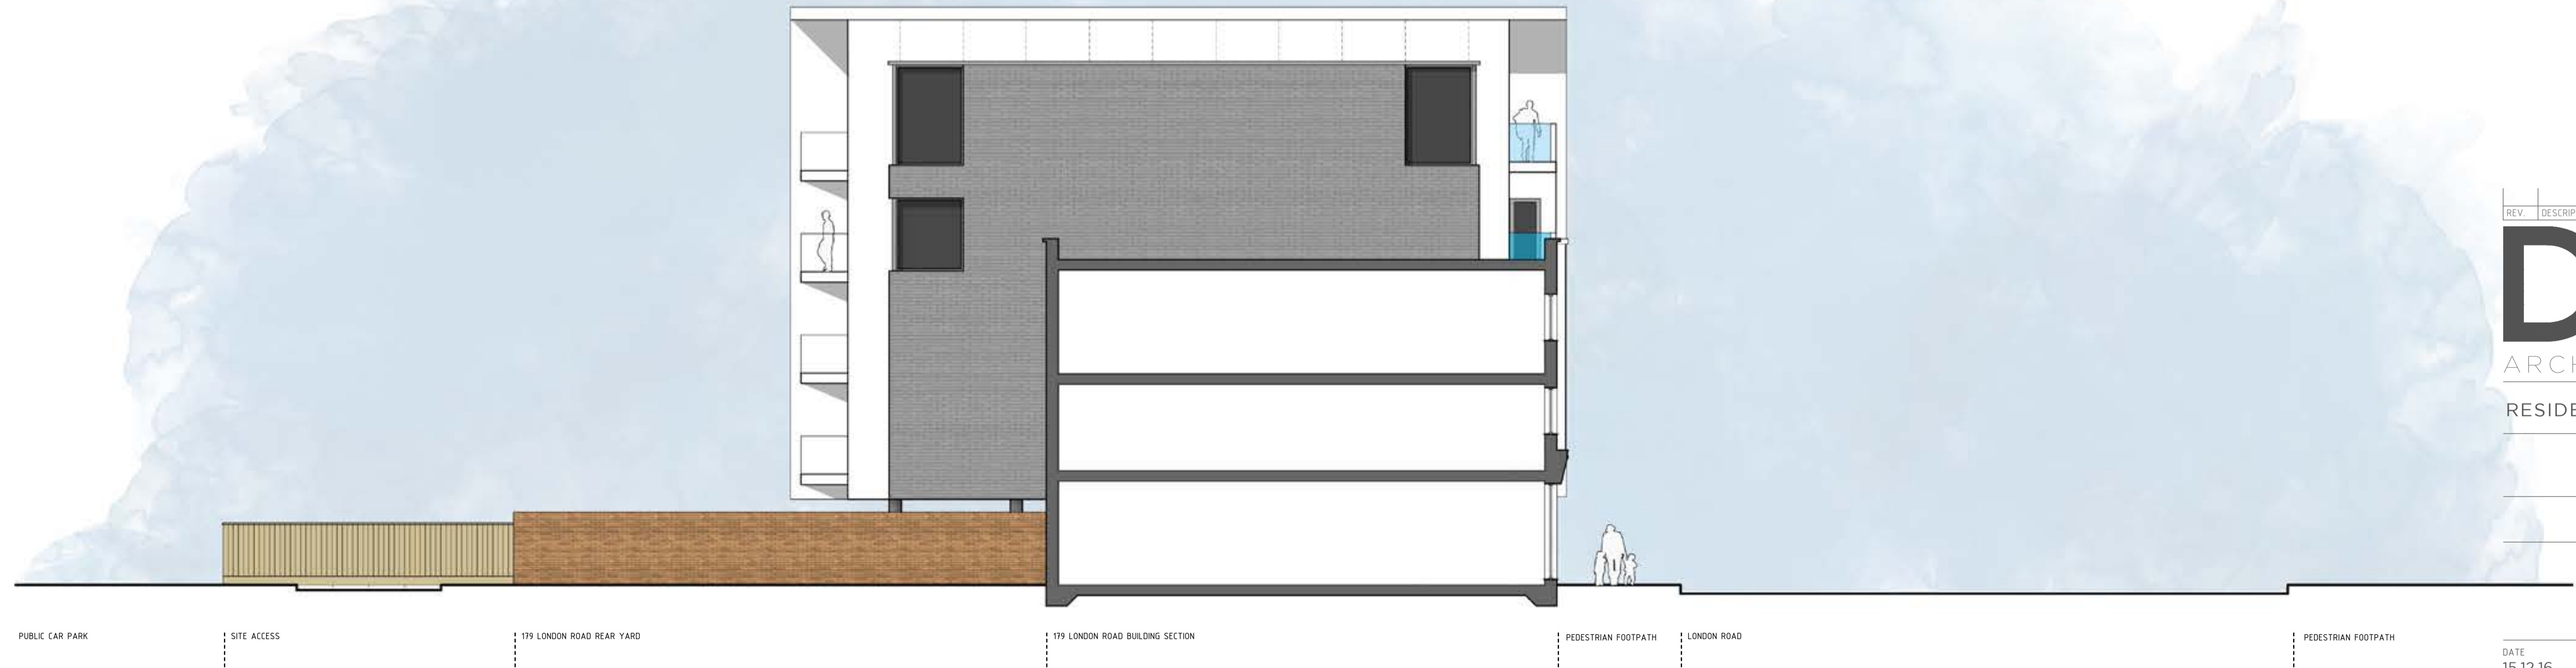 REV. DESCRIP
D
ARCH
RESIDE
PUBLIC CAR PARK
SITE ACCESS
179 LONDON ROAD REAR YARD
179 LONDON ROAD BUILDING SECTION
PEDESTRIAN FOOTPATH
LONDON ROAD
PEDESTRIAN FOOTPATH
DATE
15.12.16